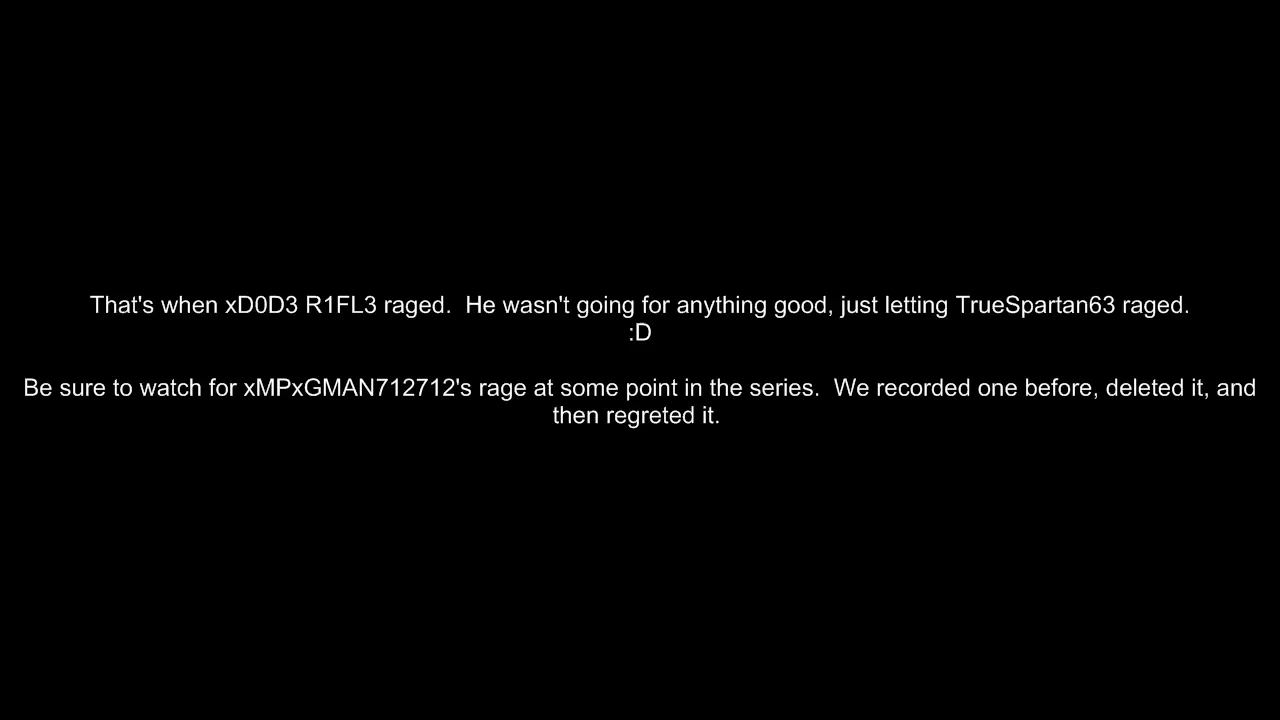 That's when xD0D3 R1FL3 raged.  He wasn't going for anything good, just letting TrueSpartan63 raged.
:D
Be sure to watch for xMPxGMAN712712's rage at some point in the series.  We recorded one before, deleted it, and
then regreted it.